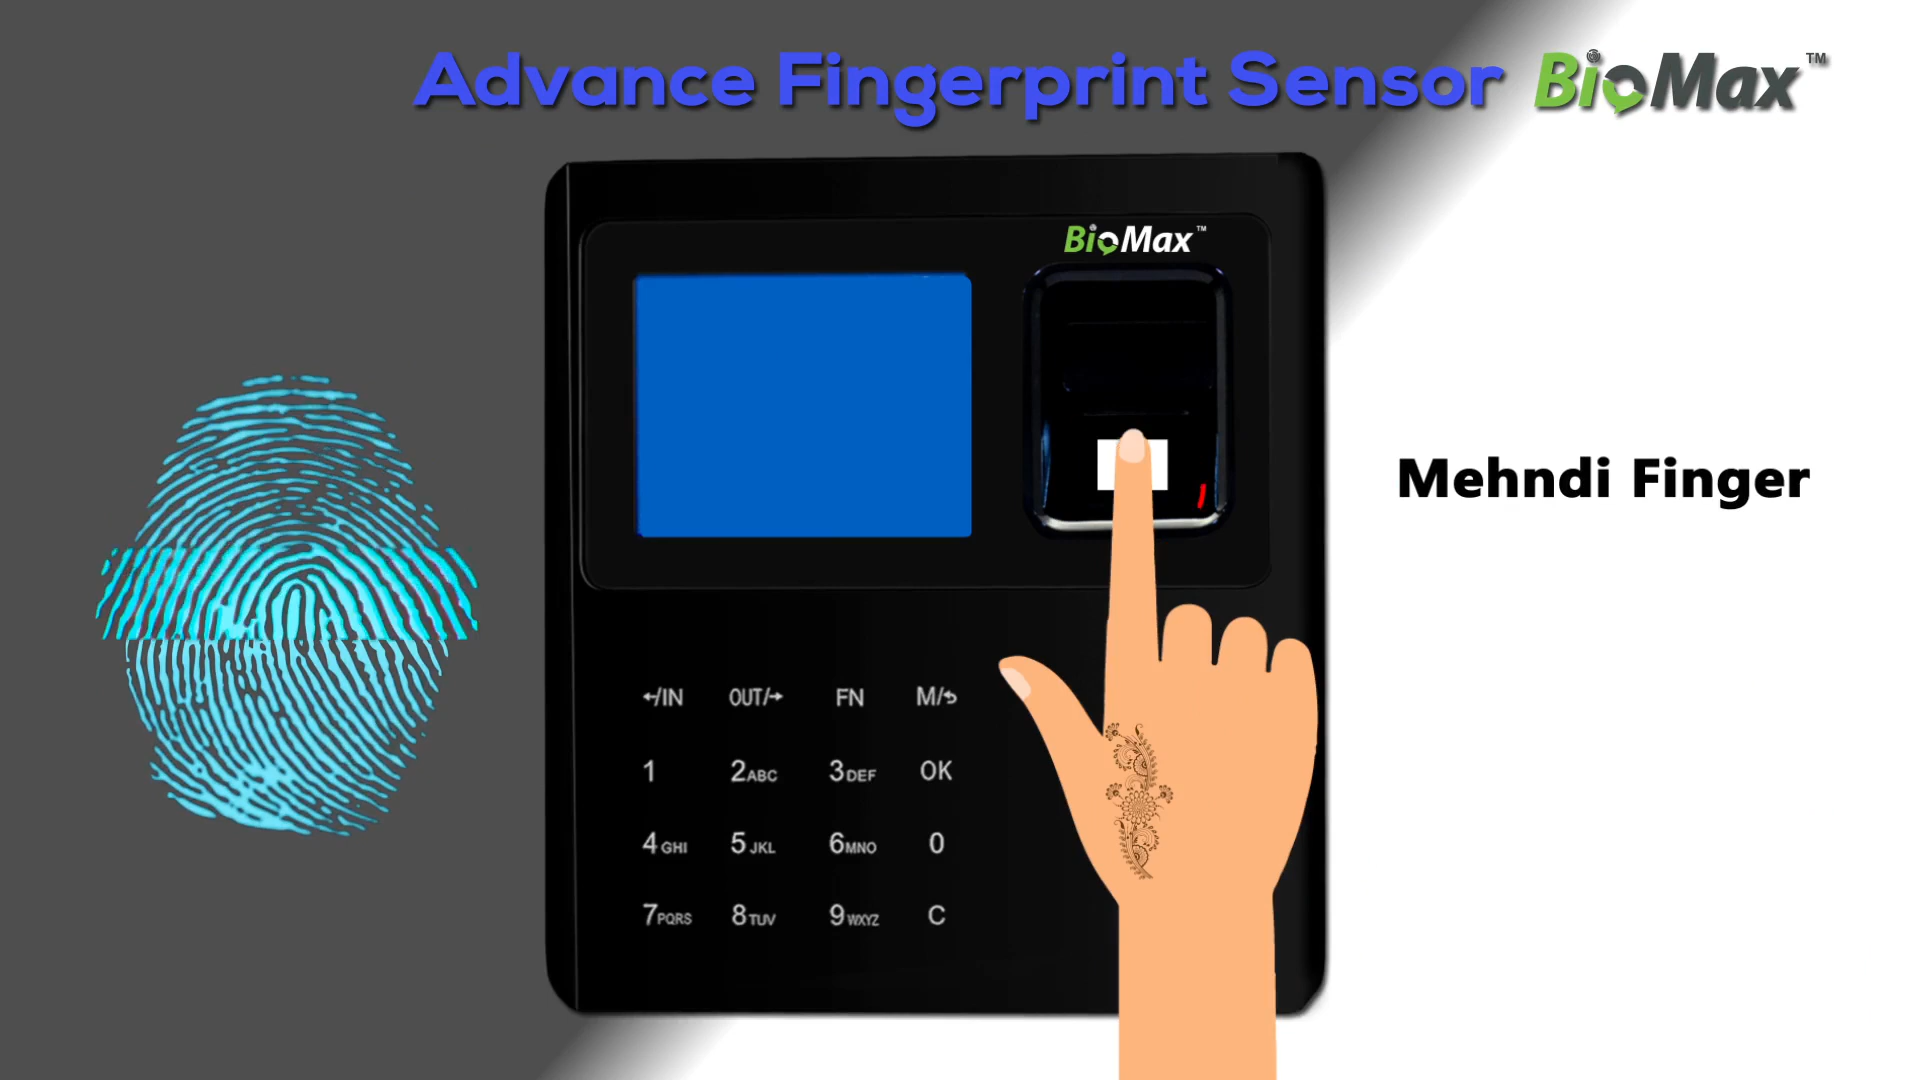 Advance Fingerprint Sensor BioMax™
BioMax™
Mehndi Finger
←/IN OUT/→ FN M/⮌
1 2ABC 3DEF OK
4GHI 5JKL 6MNO 0
7PQRS 8TUV 9WXYZ C